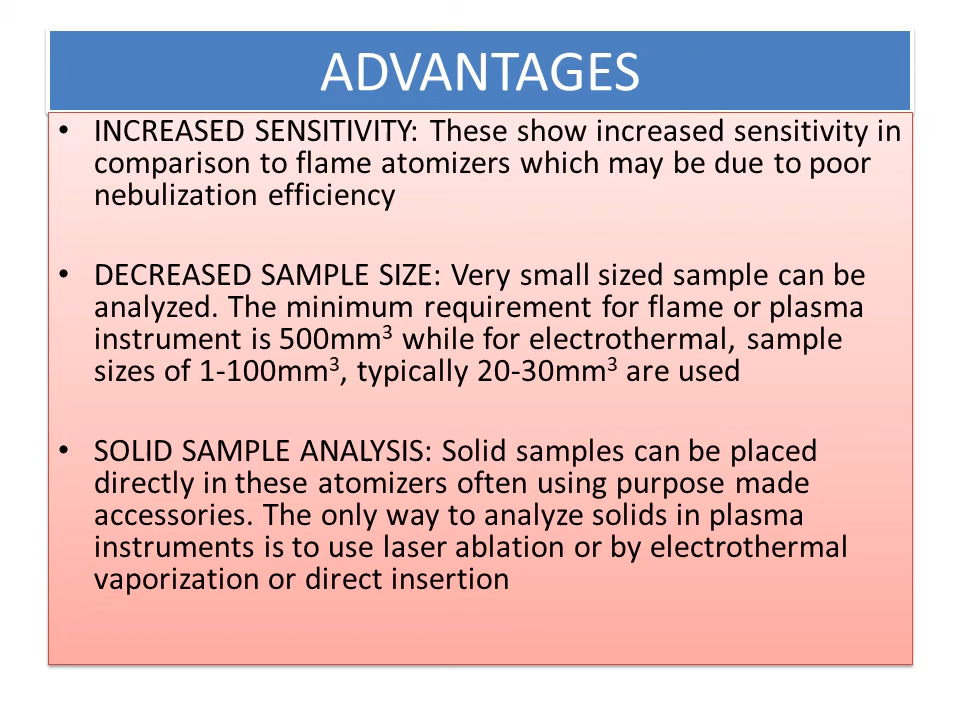 ADVANTAGES
• INCREASED SENSITIVITY: These show increased sensitivity in
comparison to flame atomizers which may be due to poor
nebulization efficiency
• DECREASED SAMPLE SIZE: Very small sized sample can be
analyzed. The minimum requirement for flame or plasma
instrument is 500mm³ while for electrothermal, sample
sizes of 1-100mm³, typically 20-30mm³ are used
• SOLID SAMPLE ANALYSIS: Solid samples can be placed
directly in these atomizers often using purpose made
accessories. The only way to analyze solids in plasma
instruments is to use laser ablation or by electrothermal
vaporization or direct insertion